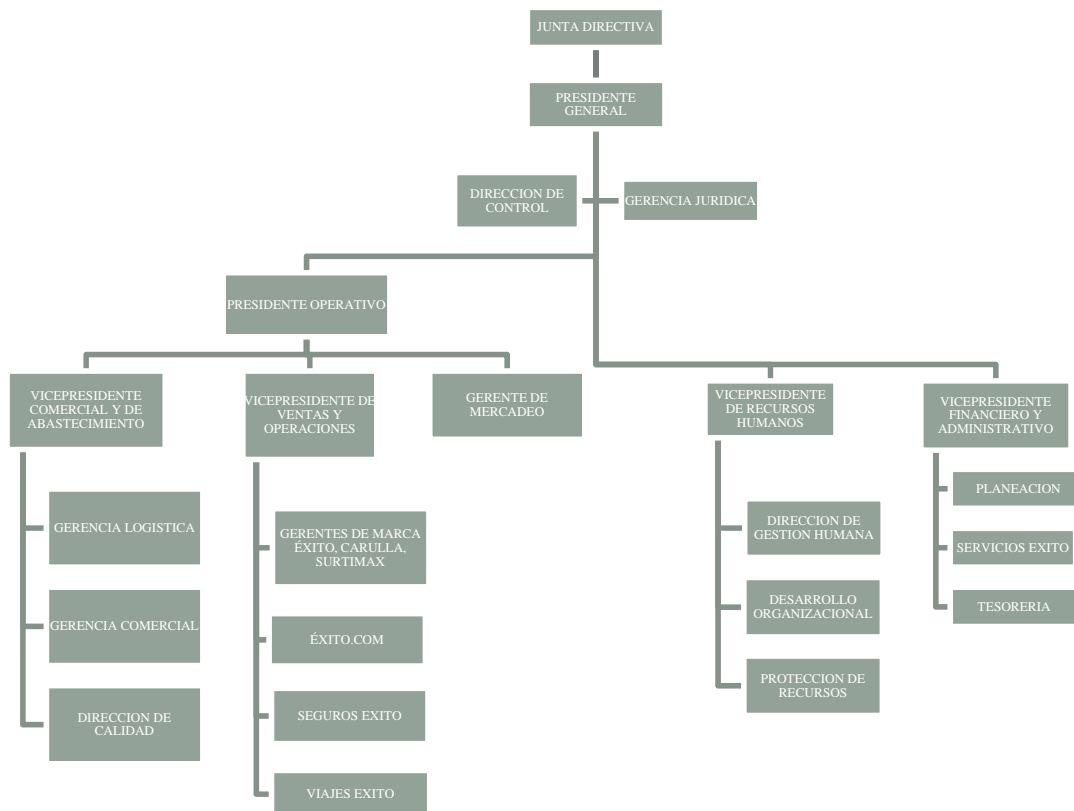 JUNTA DIRECTIVA
PRESIDENTE
GENERAL
DIRECCION DE
CONTROL
GERENCIA JURIDICA
PRESIDENTE OPERATIVO
VICEPRESIDENTE
COMERCIAL Y DE
ABASTECIMIENTO
VICEPRESIDENTE DE
VENTAS Y
OPERACIONES
GERENTE DE
MERCADEO
VICEPRESIDENTE
DE RECURSOS
HUMANOS
VICEPRESIDENTE
FINANCIERO Y
ADMINISTRATIVO
GERENCIA LOGISTICA
GERENCIA COMERCIAL
DIRECCION DE
CALIDAD
GERENTES DE MARCA
ÉXITO, CARULLA,
SURTIMAX
ÉXITO.COM
SEGUROS EXITO
VIAJES EXITO
DIRECCION DE
GESTION HUMANA
DESARROLLO
ORGANIZACIONAL
PROTECCION DE
RECURSOS
PLANEACION
SERVICIOS EXITO
TESORERIA